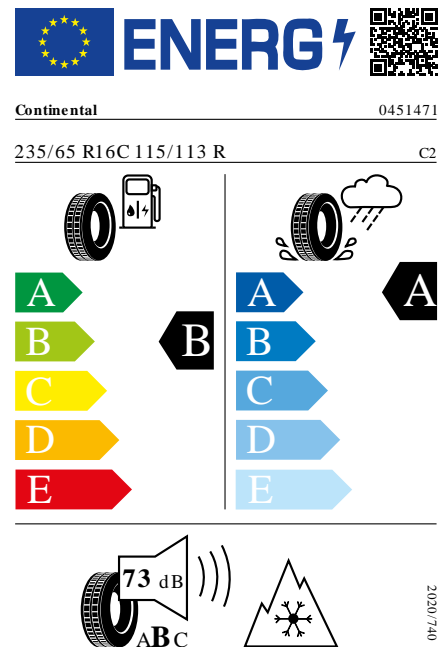 ENERG
Continental 0451471
235/65 R16C 115/113 R C2
A A
A
B B
B
C C
D D
E E
73 dB
ABC
2020/740